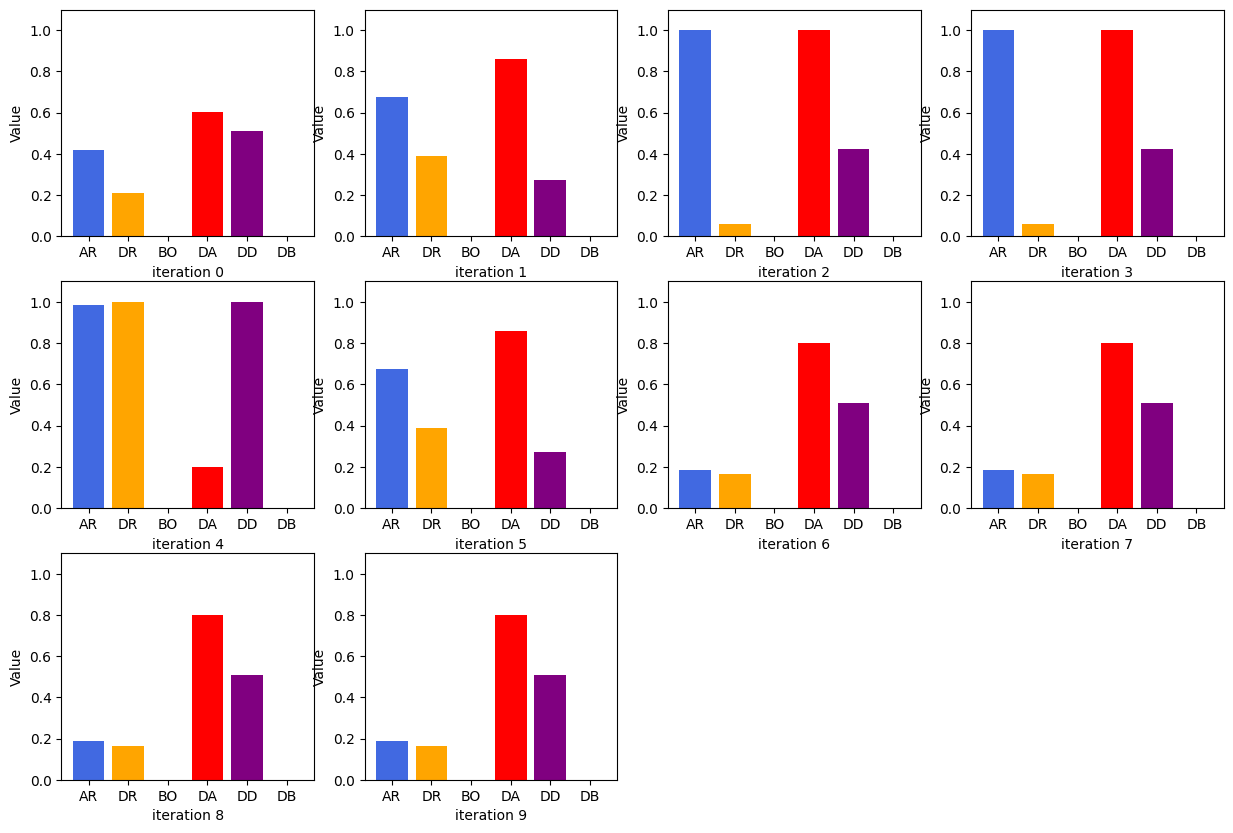 1.0
0.8
0.6
0.4
0.2
0.0
Value
AR DR BO DA DD DB
iteration 0
1.0
0.8
0.6
0.4
0.2
0.0
Value
AR DR BO DA DD DB
iteration 1
1.0
0.8
0.6
0.4
0.2
0.0
Value
AR DR BO DA DD DB
iteration 2
1.0
0.8
0.6
0.4
0.2
0.0
Value
AR DR BO DA DD DB
iteration 3
1.0
0.8
0.6
0.4
0.2
0.0
Value
AR DR BO DA DD DB
iteration 4
1.0
0.8
0.6
0.4
0.2
0.0
Value
AR DR BO DA DD DB
iteration 5
1.0
0.8
0.6
0.4
0.2
0.0
Value
AR DR BO DA DD DB
iteration 6
1.0
0.8
0.6
0.4
0.2
0.0
Value
AR DR BO DA DD DB
iteration 7
1.0
0.8
0.6
0.4
0.2
0.0
Value
AR DR BO DA DD DB
iteration 8
1.0
0.8
0.6
0.4
0.2
0.0
Value
AR DR BO DA DD DB
iteration 9